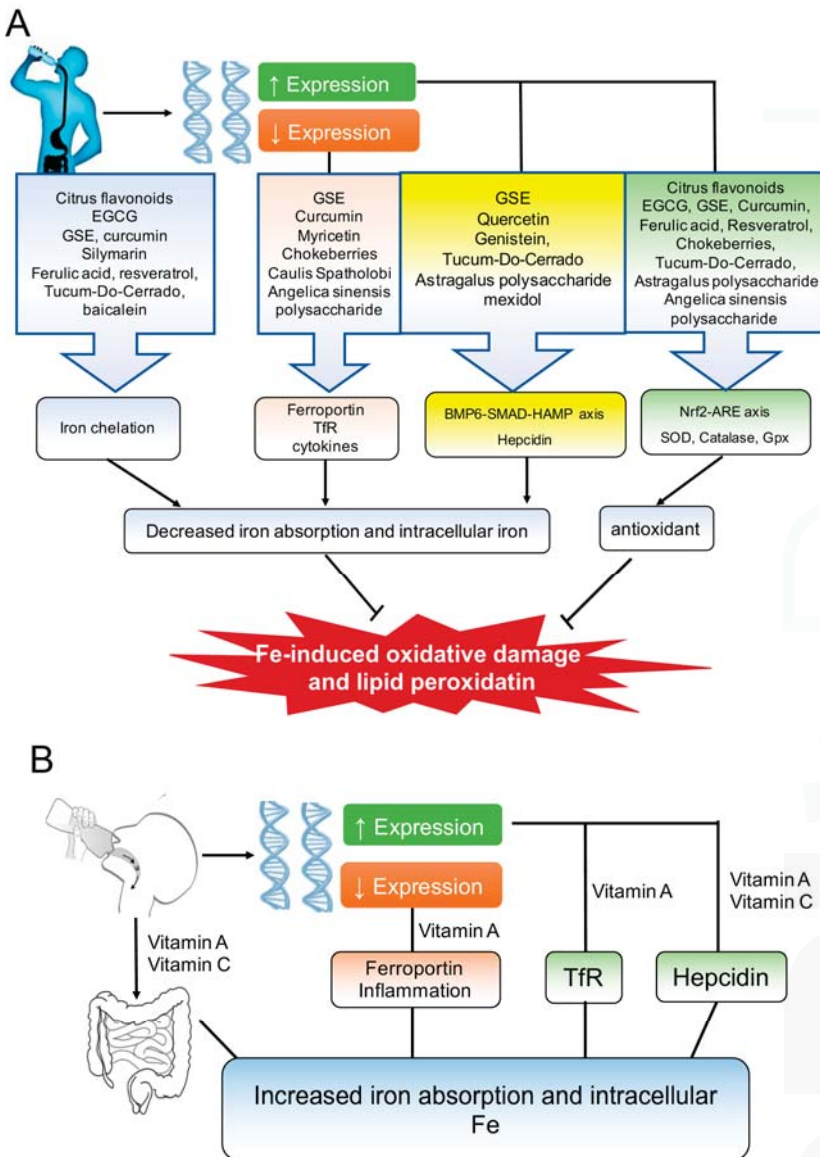 A
↑ Expression
↓ Expression
Citrus flavonoids
EGCG
GSE, curcumin
Silymarin
Ferulic acid, resveratrol,
Tucum-Do-Cerrado,
baicalein
GSE
Curcumin
Myricetin
Chokeberries
Caulis Spatholobi
Angelica sinensis
polysaccharide
GSE
Quercetin
Genistein,
Tucum-Do-Cerrado
Astragalus polysaccharide
mexidol
Citrus flavonoids
EGCG, GSE, Curcumin,
Ferulic acid, Resveratrol,
Chokeberries,
Tucum-Do-Cerrado,
Astragalus polysaccharide
Angelica sinensis
polysaccharide
Iron chelation
Ferroportin
TfR
cytokines
BMP6-SMAD-HAMP axis
Hepcidin
Nrf2-ARE axis
SOD, Catalase, Gpx
Decreased iron absorption and intracellular iron
antioxidant
Fe-induced oxidative damage
and lipid peroxidatin
B
↑ Expression
↓ Expression
Vitamin A
Vitamin C
Vitamin A
Vitamin A
Vitamin A
Vitamin C
Ferroportin
Inflammation
TfR
Hepcidin
Increased iron absorption and intracellular
Fe